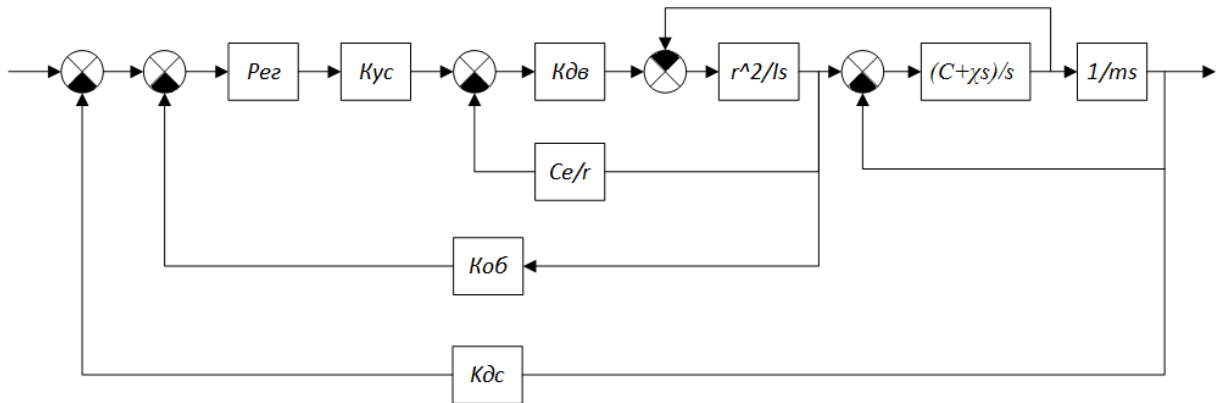 Рег
Кус
Кдв
r^2/Is
(C+χs)/s
1/ms
Ce/r
Коб
Кдс